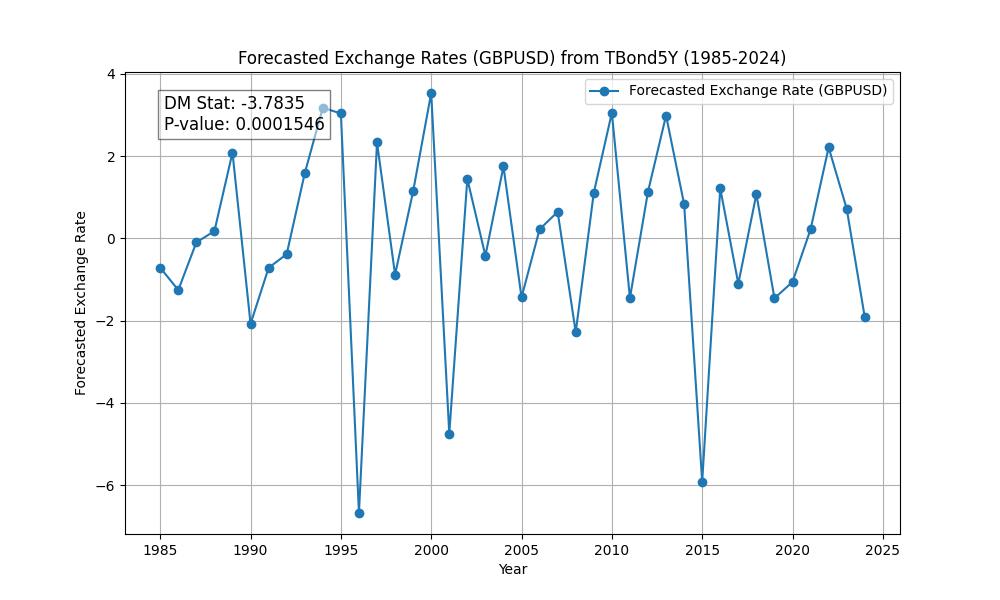 Forecasted Exchange Rates (GBPUSD) from TBond5Y (1985-2024)
DM Stat: -3.7835
P-value: 0.0001546
Forecasted Exchange Rate (GBPUSD)
Forecasted Exchange Rate
4
2
0
−2
−4
−6
1985 1990 1995 2000 2005 2010 2015 2020 2025
Year